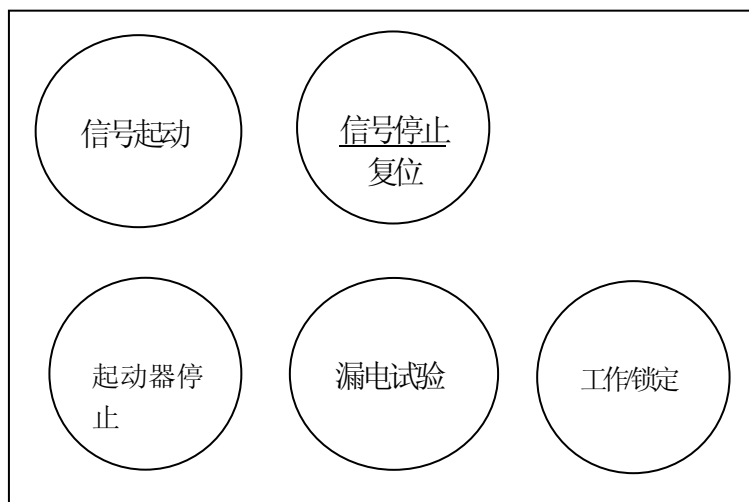 信号起动
信号停止
复位
起动器停
止
漏电试验
工作/锁定